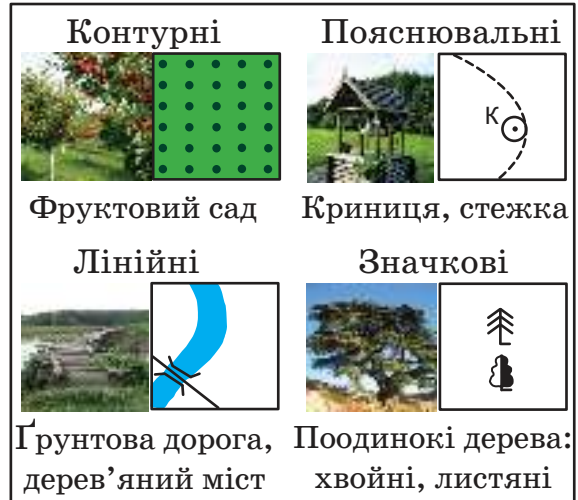 Контурні
Пояснювальні
К
Фруктовий сад
Криниця, стежка
Лінійні
Значкові
Ґрунтова дорога,
дерев’яний міст
Поодинокі дерева:
хвойні, листяні